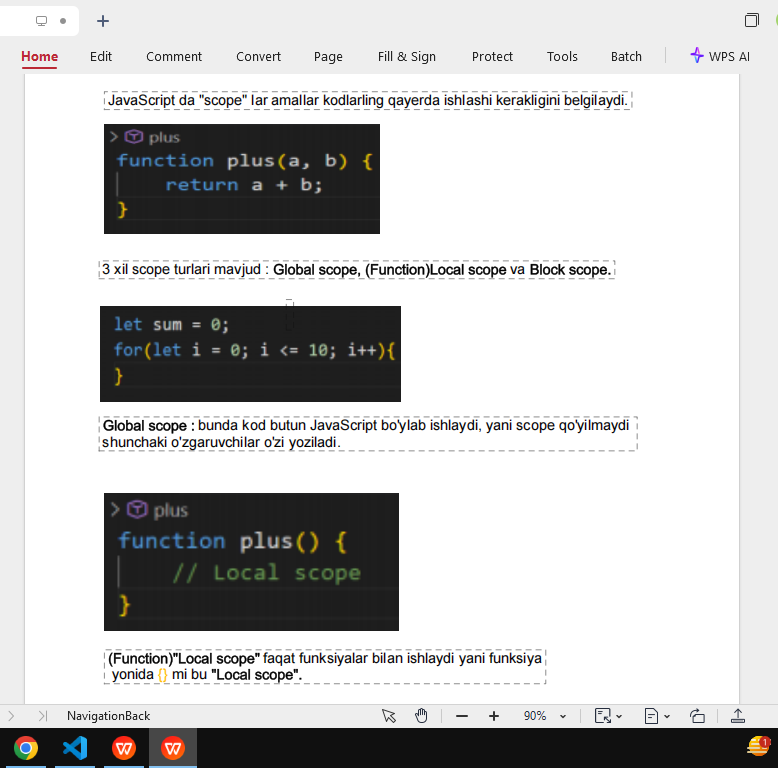 Home Edit Comment Convert Page Fill & Sign Protect Tools Batch WPS AI
JavaScript da "scope" lar amallar kodlarling qayerda ishlashi kerakligini belgilaydi.
> plus
function plus(a, b) {
return a + b;
}
3 xil scope turlari mavjud : Global scope, (Function)Local scope va Block scope.
let sum = 0;
for(let i = 0; i <= 10; i++){
}
Global scope : bunda kod butun JavaScript bo'ylab ishlaydi, yani scope qo'yilmaydi
shunchaki o'zgaruvchilar o'zi yoziladi.
> plus
function plus() {
// Local scope
}
(Function)"Local scope" faqat funksiyalar bilan ishlaydi yani funksiya
yonida {} mi bu "Local scope".
NavigationBack 90%
1